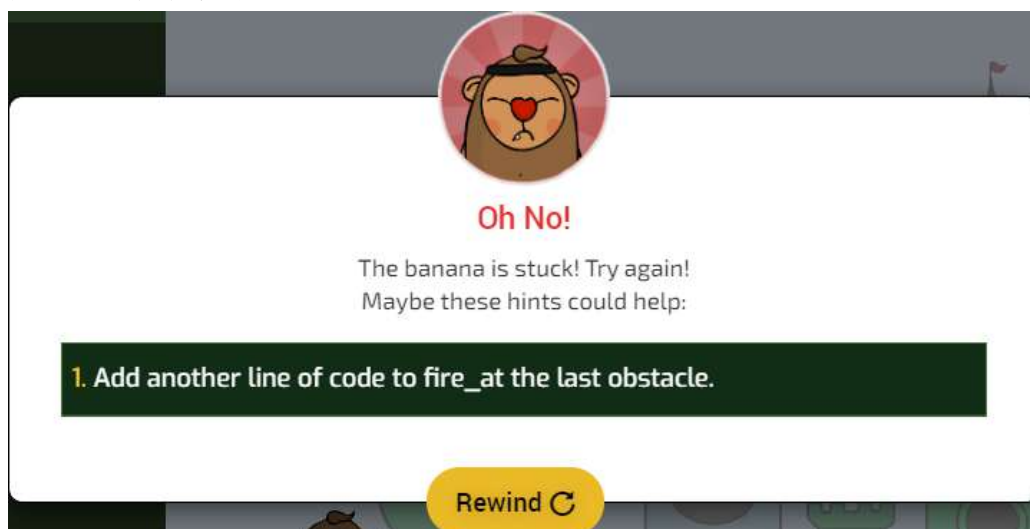 Oh No!
The banana is stuck! Try again!
Maybe these hints could help:
1. Add another line of code to fire_at the last obstacle.
Rewind